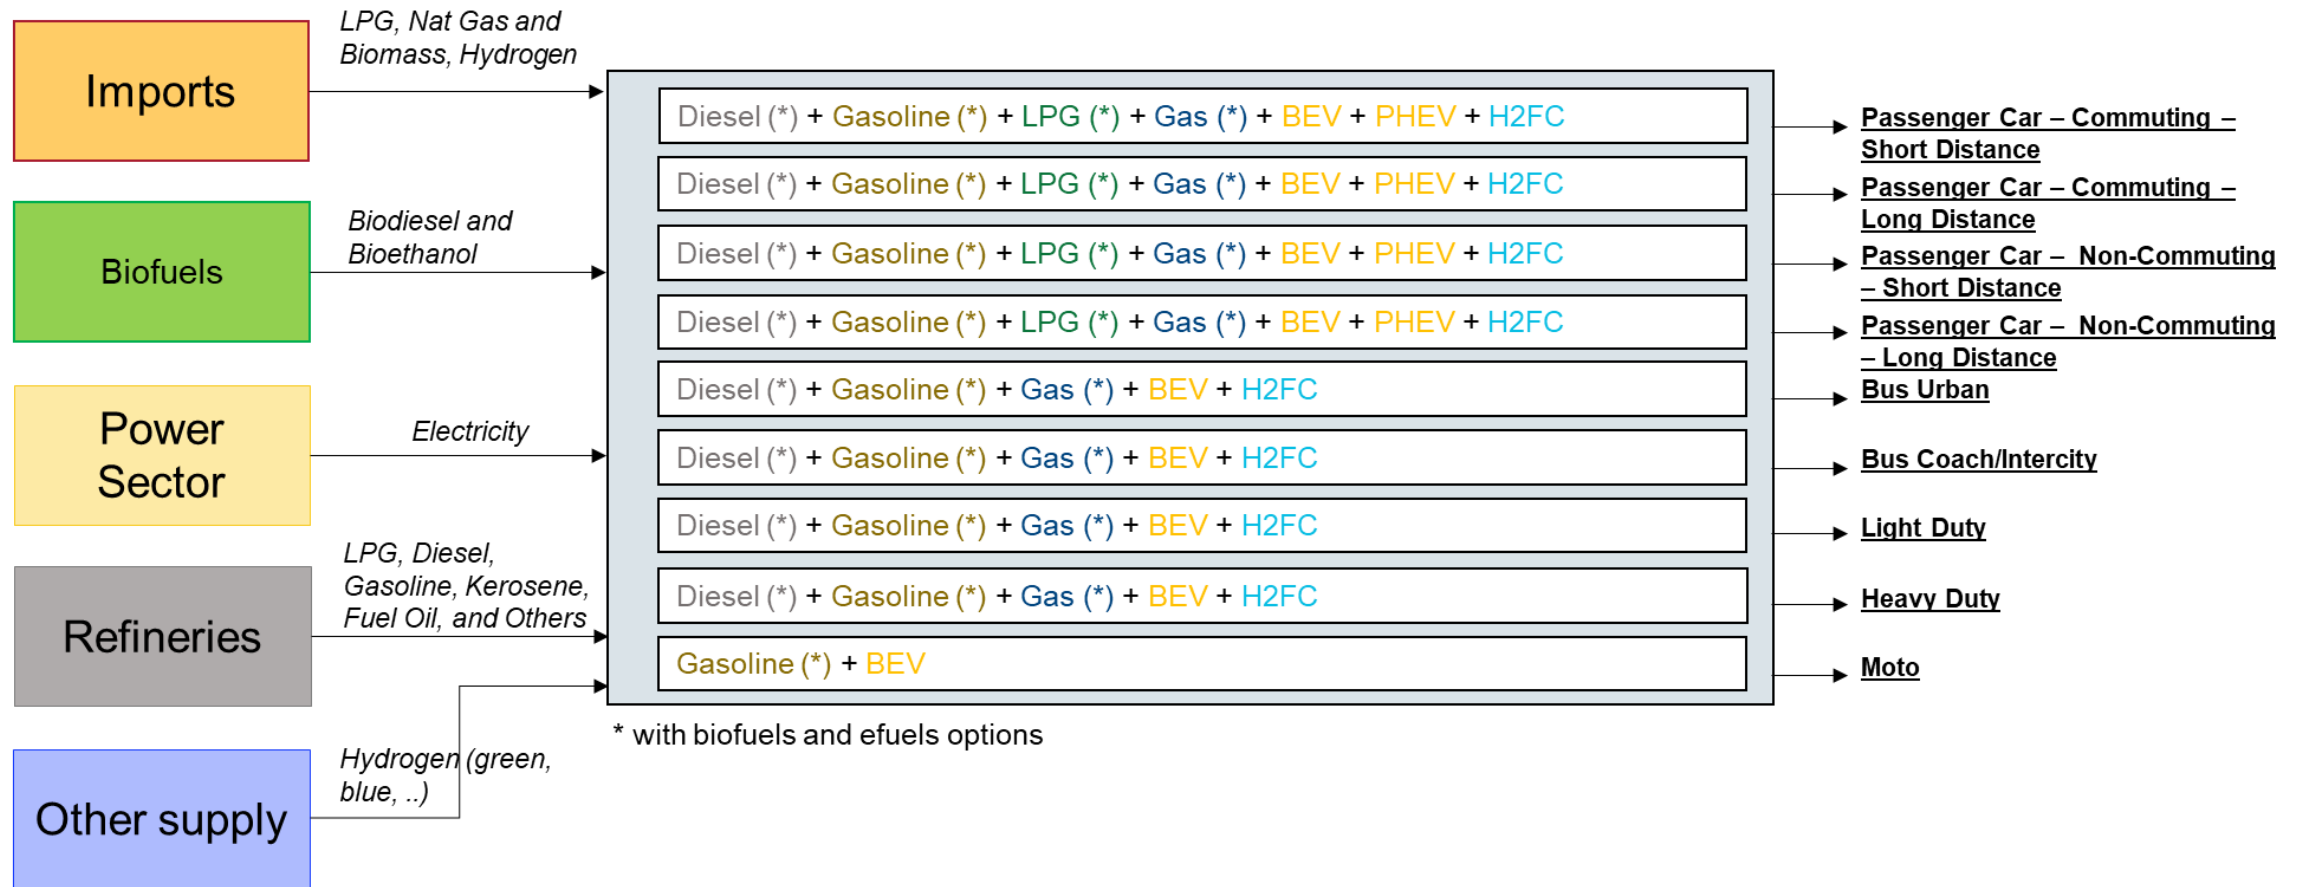 LPG, Nat Gas and
Biomass, Hydrogen
Imports
Biodiesel and
Bioethanol
Biofuels
Electricity
Power
Sector
LPG, Diesel,
Gasoline, Kerosene,
Fuel Oil, and Others
Refineries
Hydrogen (green,
blue, ..)
Other supply
Diesel (*) + Gasoline (*) + LPG (*) + Gas (*) + BEV + PHEV + H2FC
Diesel (*) + Gasoline (*) + LPG (*) + Gas (*) + BEV + PHEV + H2FC
Diesel (*) + Gasoline (*) + LPG (*) + Gas (*) + BEV + PHEV + H2FC
Diesel (*) + Gasoline (*) + LPG (*) + Gas (*) + BEV + PHEV + H2FC
Diesel (*) + Gasoline (*) + Gas (*) + BEV + H2FC
Diesel (*) + Gasoline (*) + Gas (*) + BEV + H2FC
Diesel (*) + Gasoline (*) + Gas (*) + BEV + H2FC
Diesel (*) + Gasoline (*) + Gas (*) + BEV + H2FC
Gasoline (*) + BEV
* with biofuels and efuels options
Passenger Car – Commuting –
Short Distance
Passenger Car – Commuting –
Long Distance
Passenger Car – Non-Commuting
– Short Distance
Passenger Car – Non-Commuting
– Long Distance
Bus Urban
Bus Coach/Intercity
Light Duty
Heavy Duty
Moto